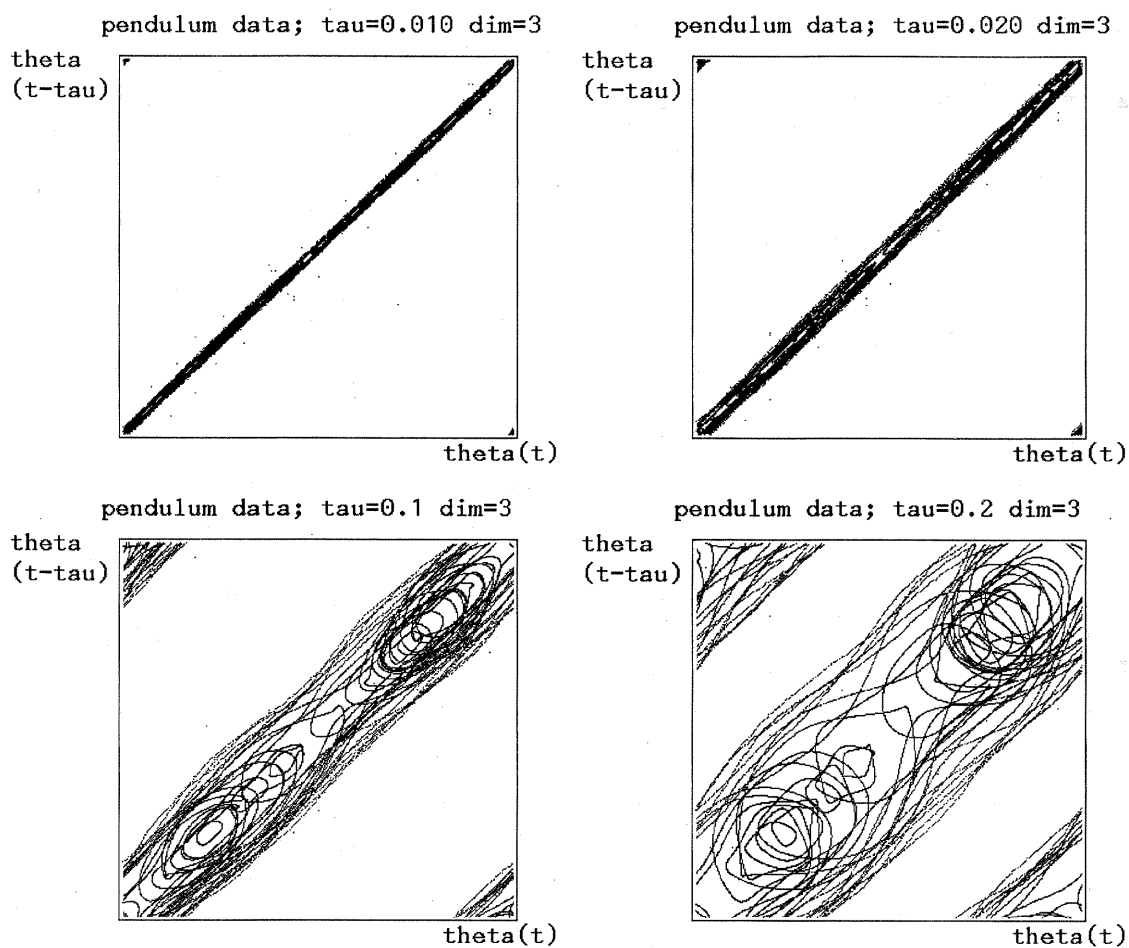 pendulum data; tau=0.010 dim=3
theta
(t-tau)
theta(t)
pendulum data; tau=0.020 dim=3
theta
(t-tau)
theta(t)
pendulum data; tau=0.1 dim=3
theta
(t-tau)
theta(t)
pendulum data; tau=0.2 dim=3
theta
(t-tau)
theta(t)